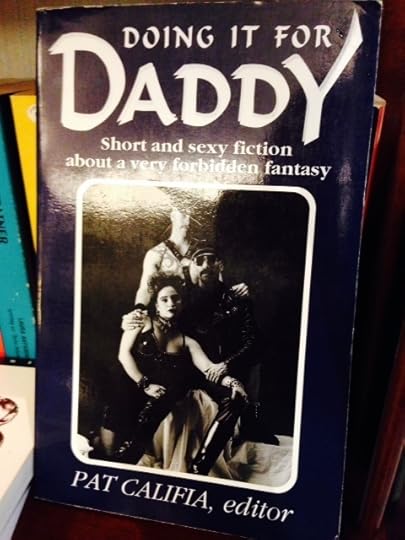 DOING IT FOR
DADDY
Short and sexy fiction
about a very forbidden fantasy
PAT CALIFIA, editor